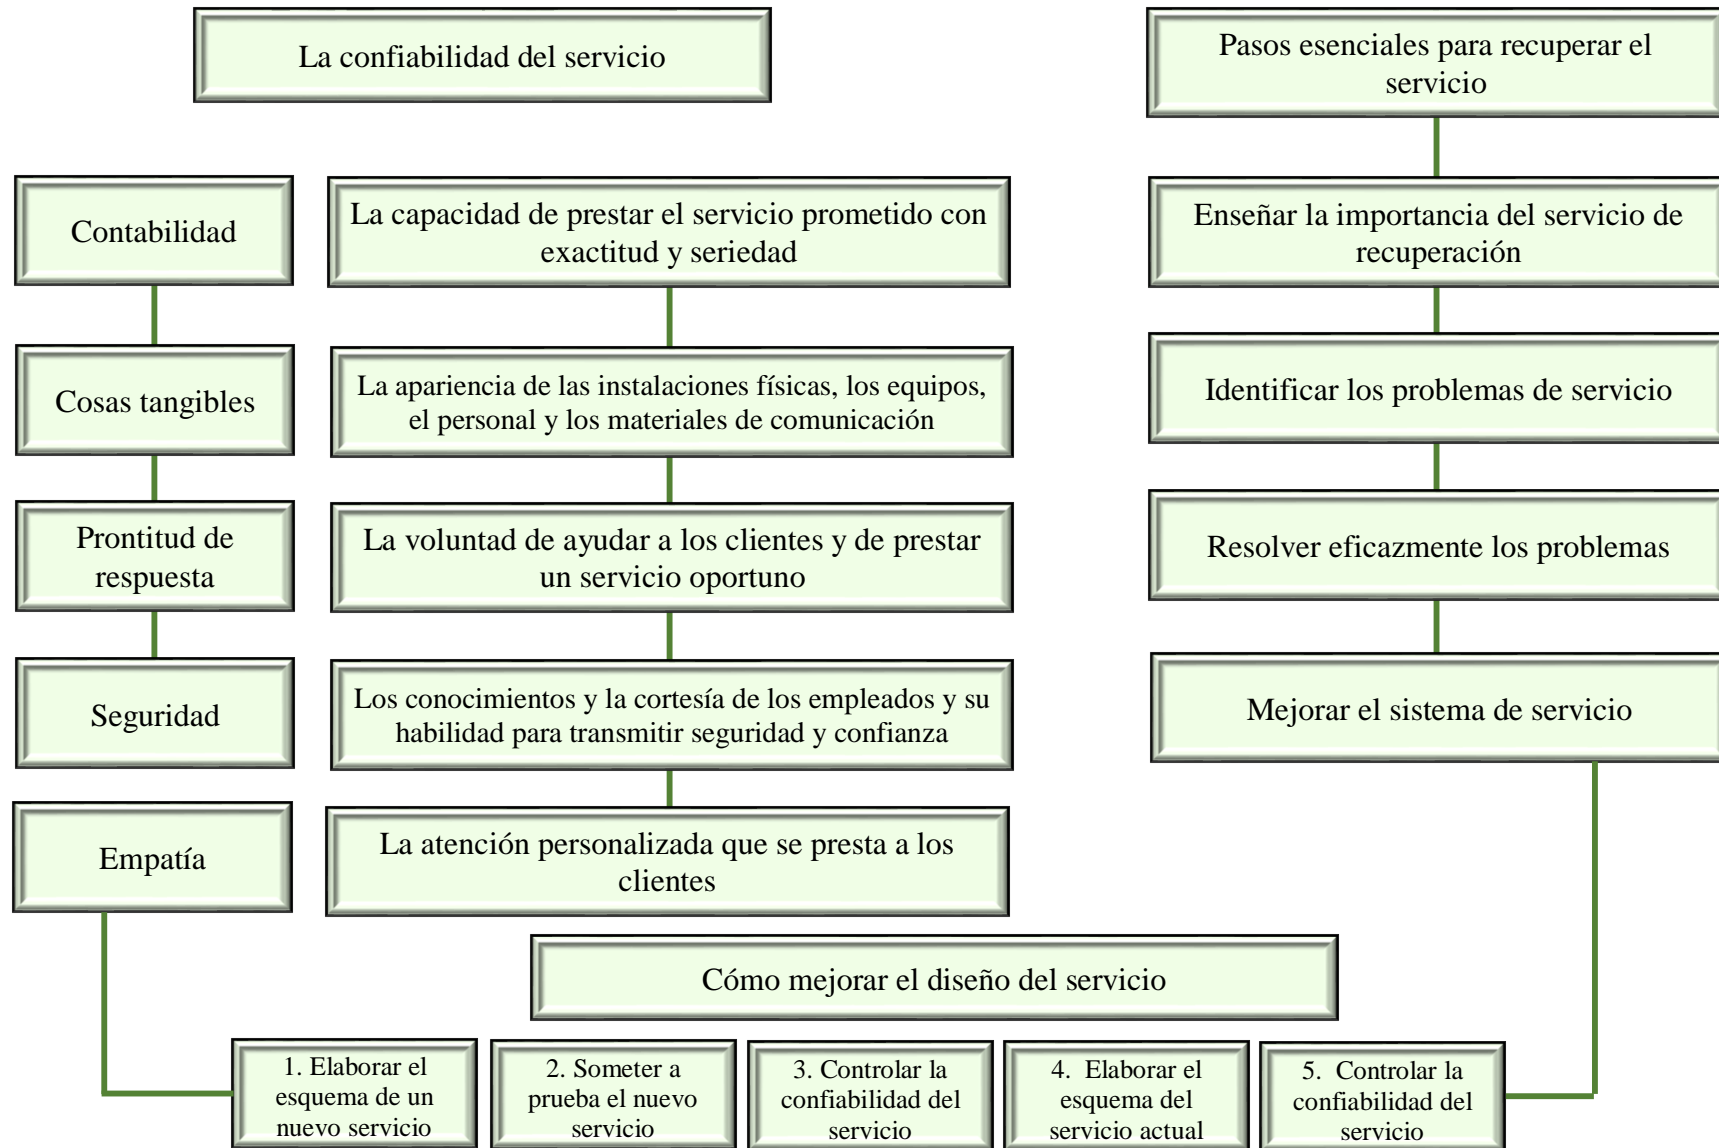 La confiabilidad del servicio
Pasos esenciales para recuperar el
servicio
Contabilidad
La capacidad de prestar el servicio prometido con
exactitud y seriedad
Enseñar la importancia del servicio de
recuperación
Cosas tangibles
La apariencia de las instalaciones físicas, los equipos,
el personal y los materiales de comunicación
Identificar los problemas de servicio
Prontitud de
respuesta
La voluntad de ayudar a los clientes y de prestar
un servicio oportuno
Resolver eficazmente los problemas
Seguridad
Los conocimientos y la cortesía de los empleados y su
habilidad para transmitir seguridad y confianza
Mejorar el sistema de servicio
Empatía
La atención personalizada que se presta a los
clientes
Cómo mejorar el diseño del servicio
1. Elaborar el
esquema de un
nuevo servicio
2. Someter a
prueba el nuevo
servicio
3. Controlar la
confiabilidad del
servicio
4. Elaborar el
esquema del
servicio actual
5. Controlar la
confiabilidad del
servicio